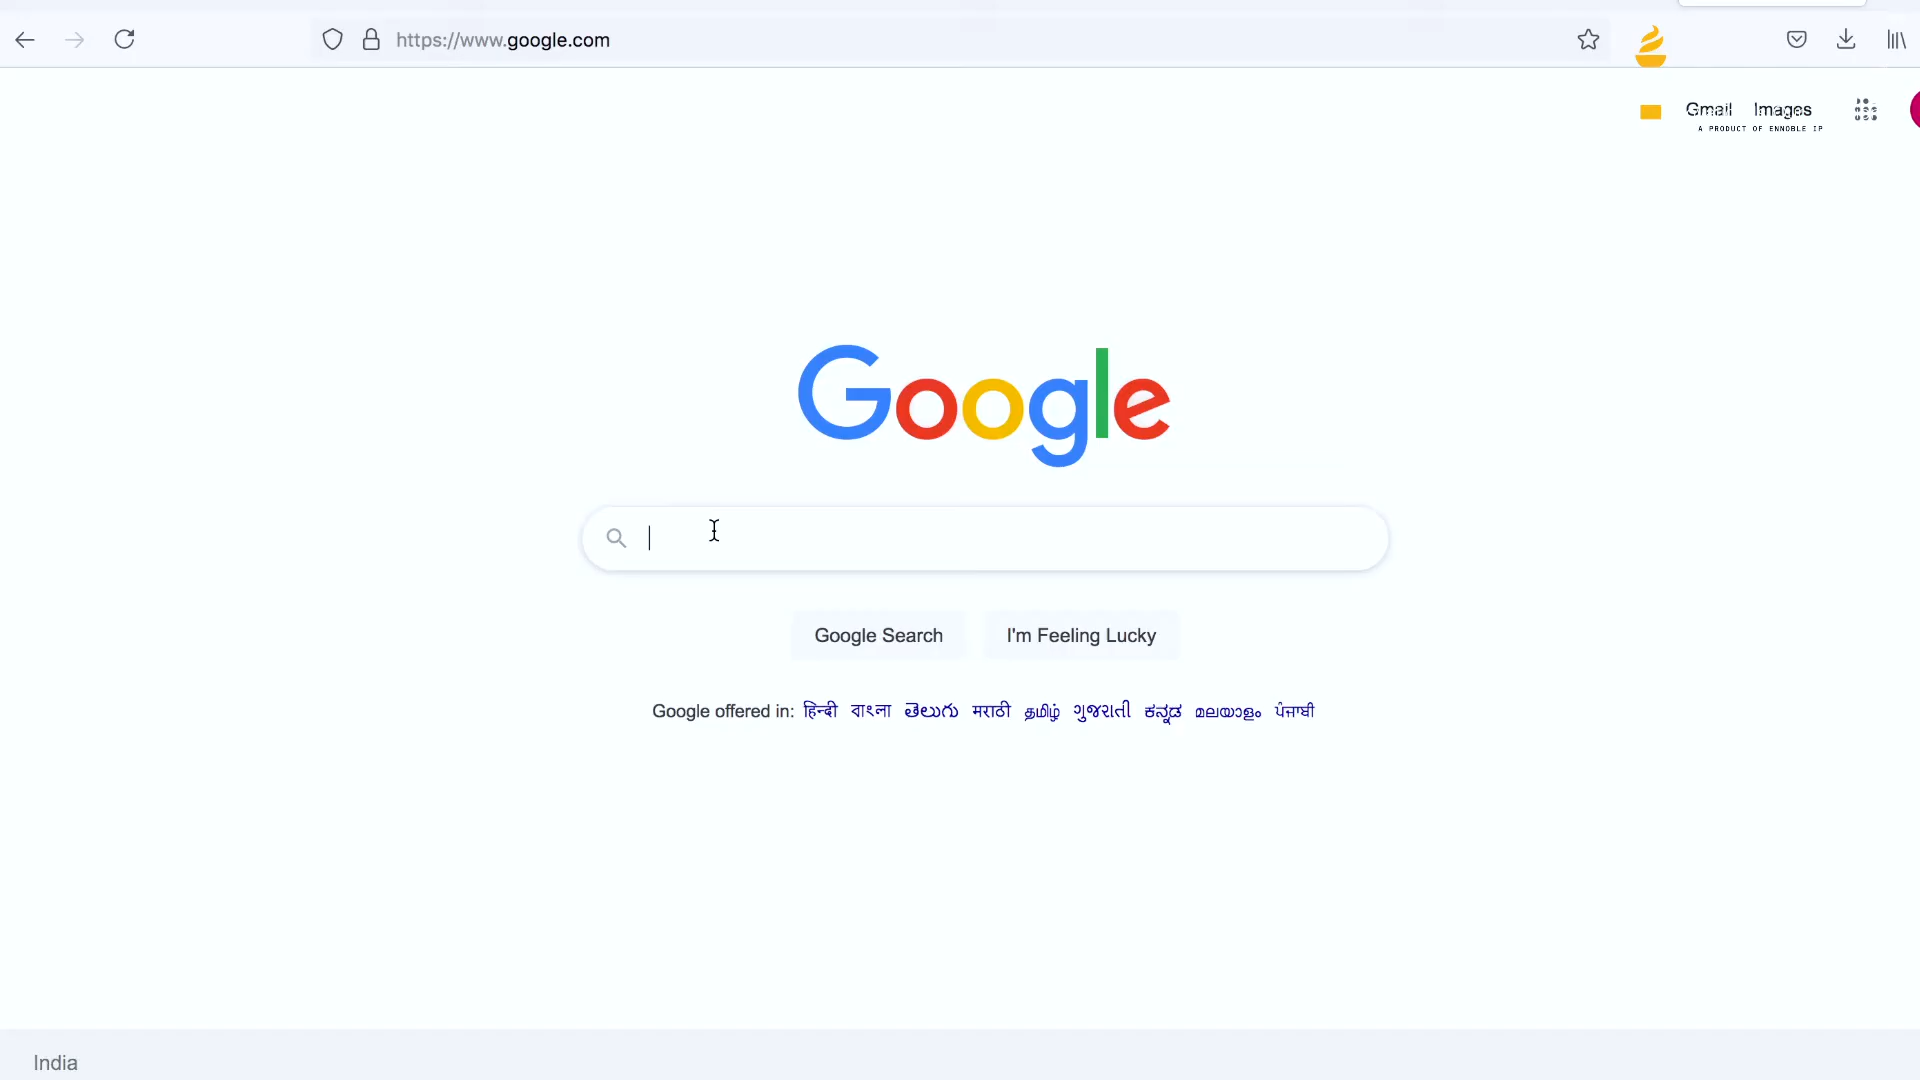 https://www.google.com
Gmail Images
A PRODUCT OF ENNOBLE IP
Google
Google Search I'm Feeling Lucky
Google offered in: हिन्दी বাংলা తెలుగు मराठी தமிழ் ગુજરાતી ಕನ್ನಡ മലയാളം ਪੰਜਾਬੀ
India